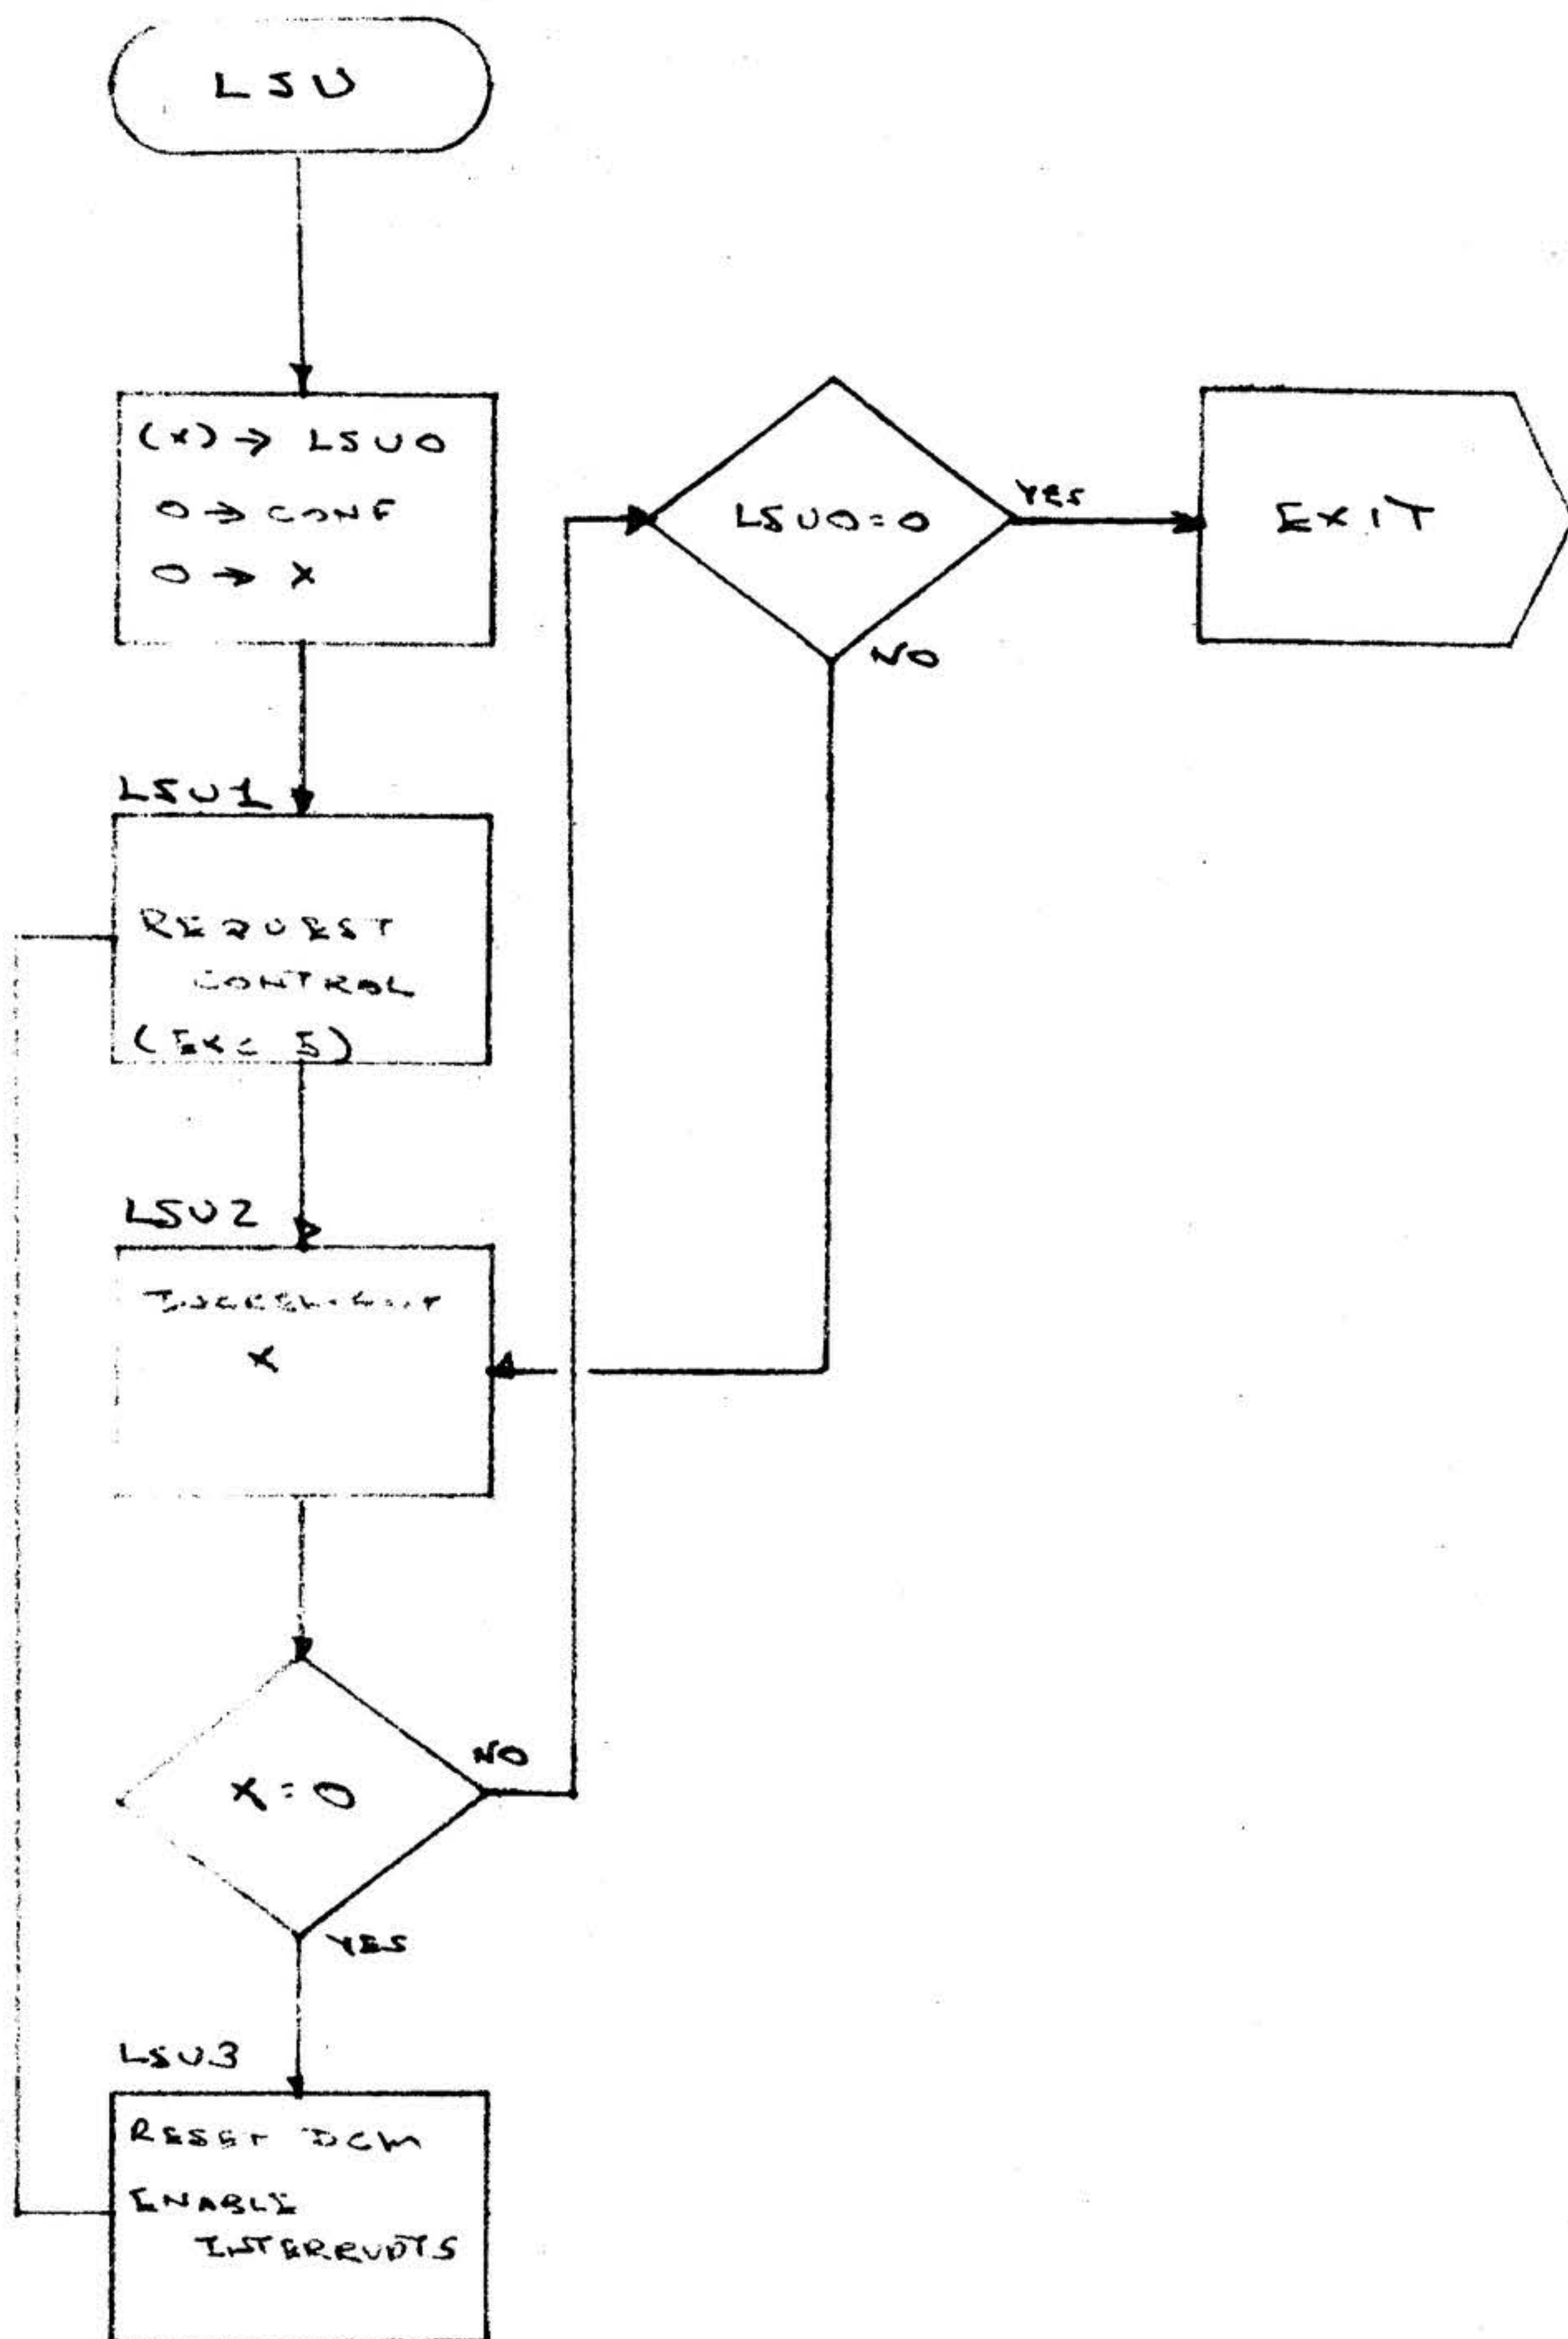 LSU
(X) → LSU0
0 → CONF
0 → X
LSU0=0
YES
EXIT
NO
LSU1
REQUEST
CONTROL
(EXC 5)
LSU2
INCREMENT
X
X=0
NO
YES
LSU3
RESET DCM
ENABLE
INTERRUPTS